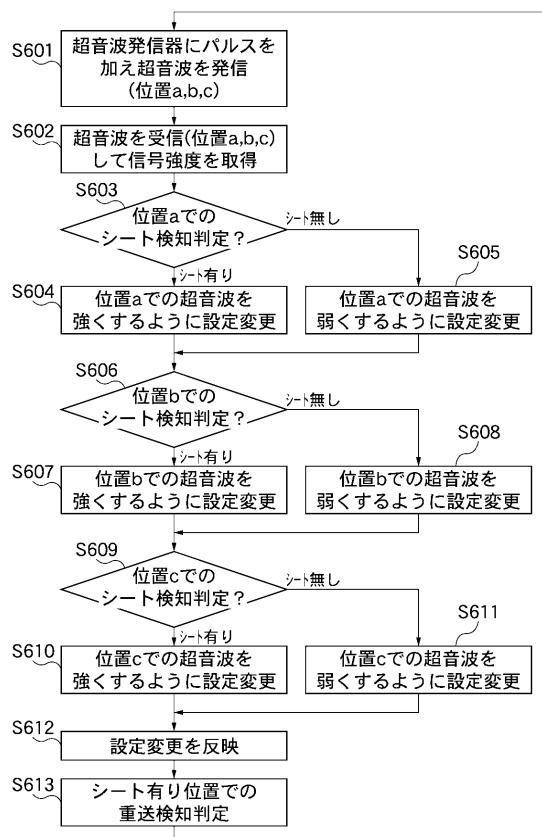 S601
超音波発信器にパルスを
加え超音波を発信
(位置a,b,c)
S602
超音波を受信(位置a,b,c)
して信号強度を取得
S603
位置aでの
シート検知判定？
シート無し
シート有り
S604
位置aでの超音波を
強くするように設定変更
S605
位置aでの超音波を
弱くするように設定変更
S606
位置bでの
シート検知判定？
シート無し
シート有り
S607
位置bでの超音波を
強くするように設定変更
S608
位置bでの超音波を
弱くするように設定変更
S609
位置cでの
シート検知判定？
シート無し
シート有り
S610
位置cでの超音波を
強くするように設定変更
S611
位置cでの超音波を
弱くするように設定変更
S612
設定変更を反映
S613
シート有り位置での
重送検知判定